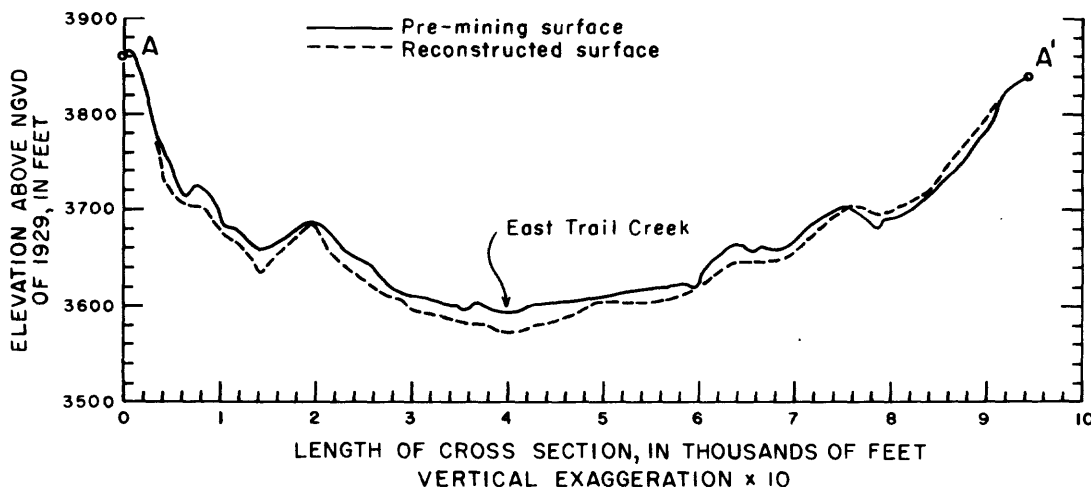 3900
3800
3700
3600
3500
ELEVATION ABOVE NGVD
OF 1929, IN FEET
A
Pre-mining surface
Reconstructed surface
A'
East Trail Creek
0 1 2 3 4 5 6 7 8 9 10
LENGTH OF CROSS SECTION, IN THOUSANDS OF FEET
VERTICAL EXAGGERATION × 10